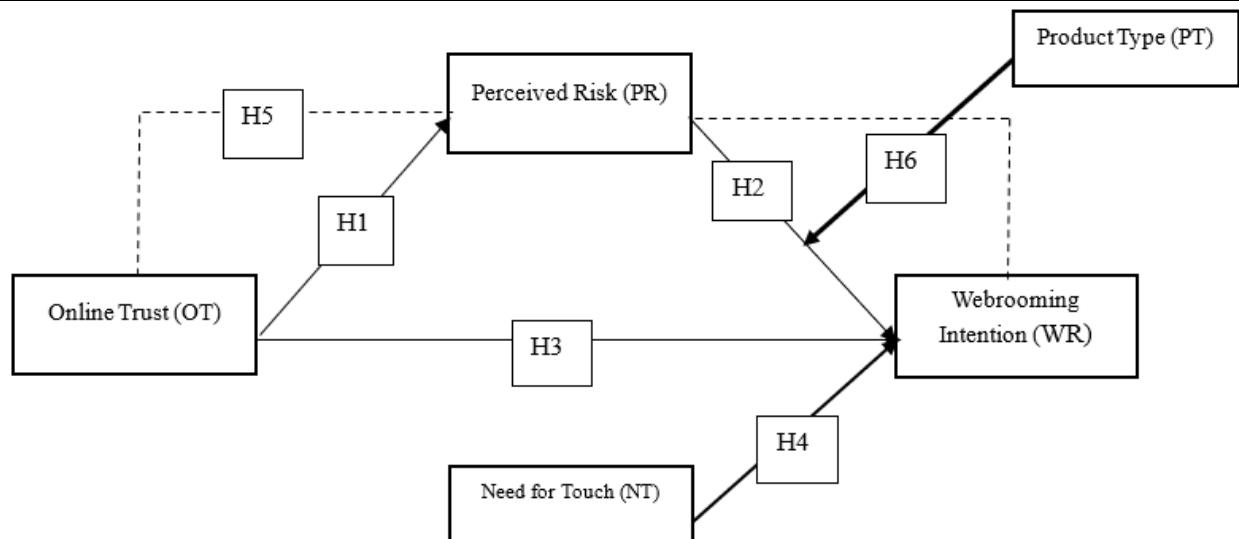 Product Type (PT)
Perceived Risk (PR)
H5
H6
H2
H1
Online Trust (OT)
Webrooming
Intention (WR)
H3
H4
Need for Touch (NT)